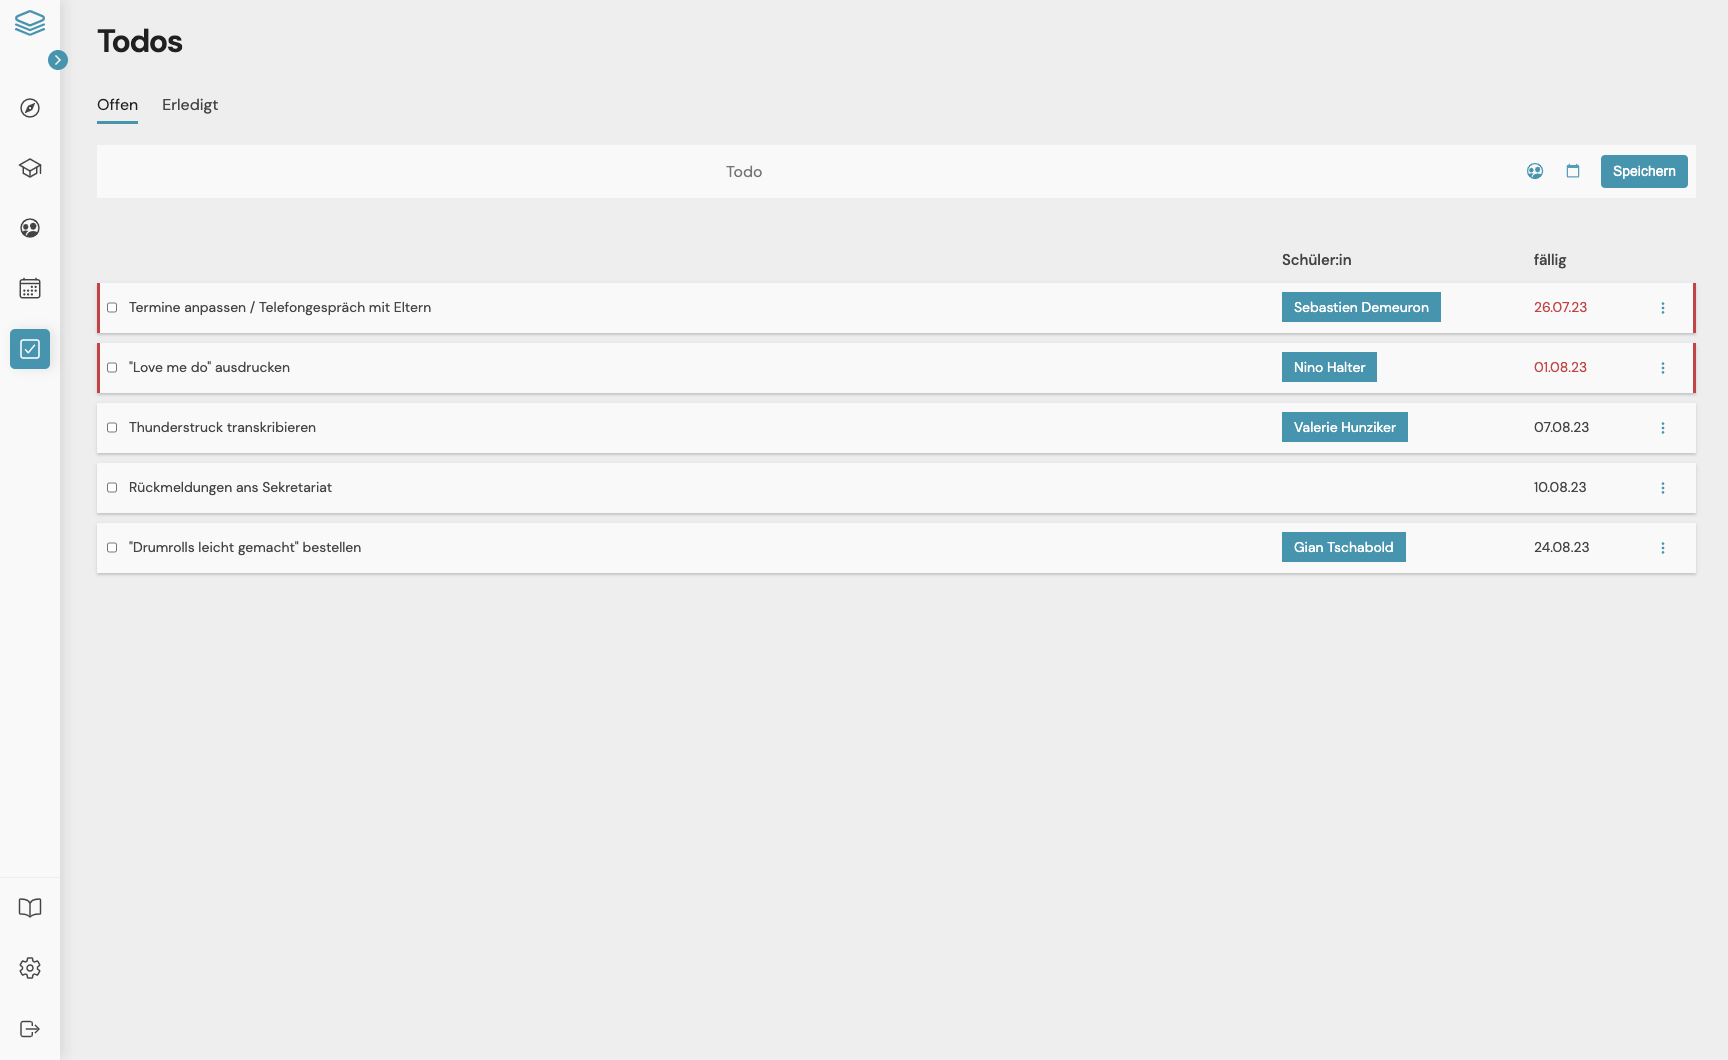 Todos
Offen Erledigt
Todo Speichern
Schüler:in fällig
Termine anpassen / Telefongespräch mit Eltern Sebastien Demeuron 26.07.23
"Love me do" ausdrucken Nino Halter 01.08.23
Thunderstruck transkribieren Valerie Hunziker 07.08.23
Rückmeldungen ans Sekretariat 10.08.23
"Drumrolls leicht gemacht" bestellen Gian Tschabold 24.08.23